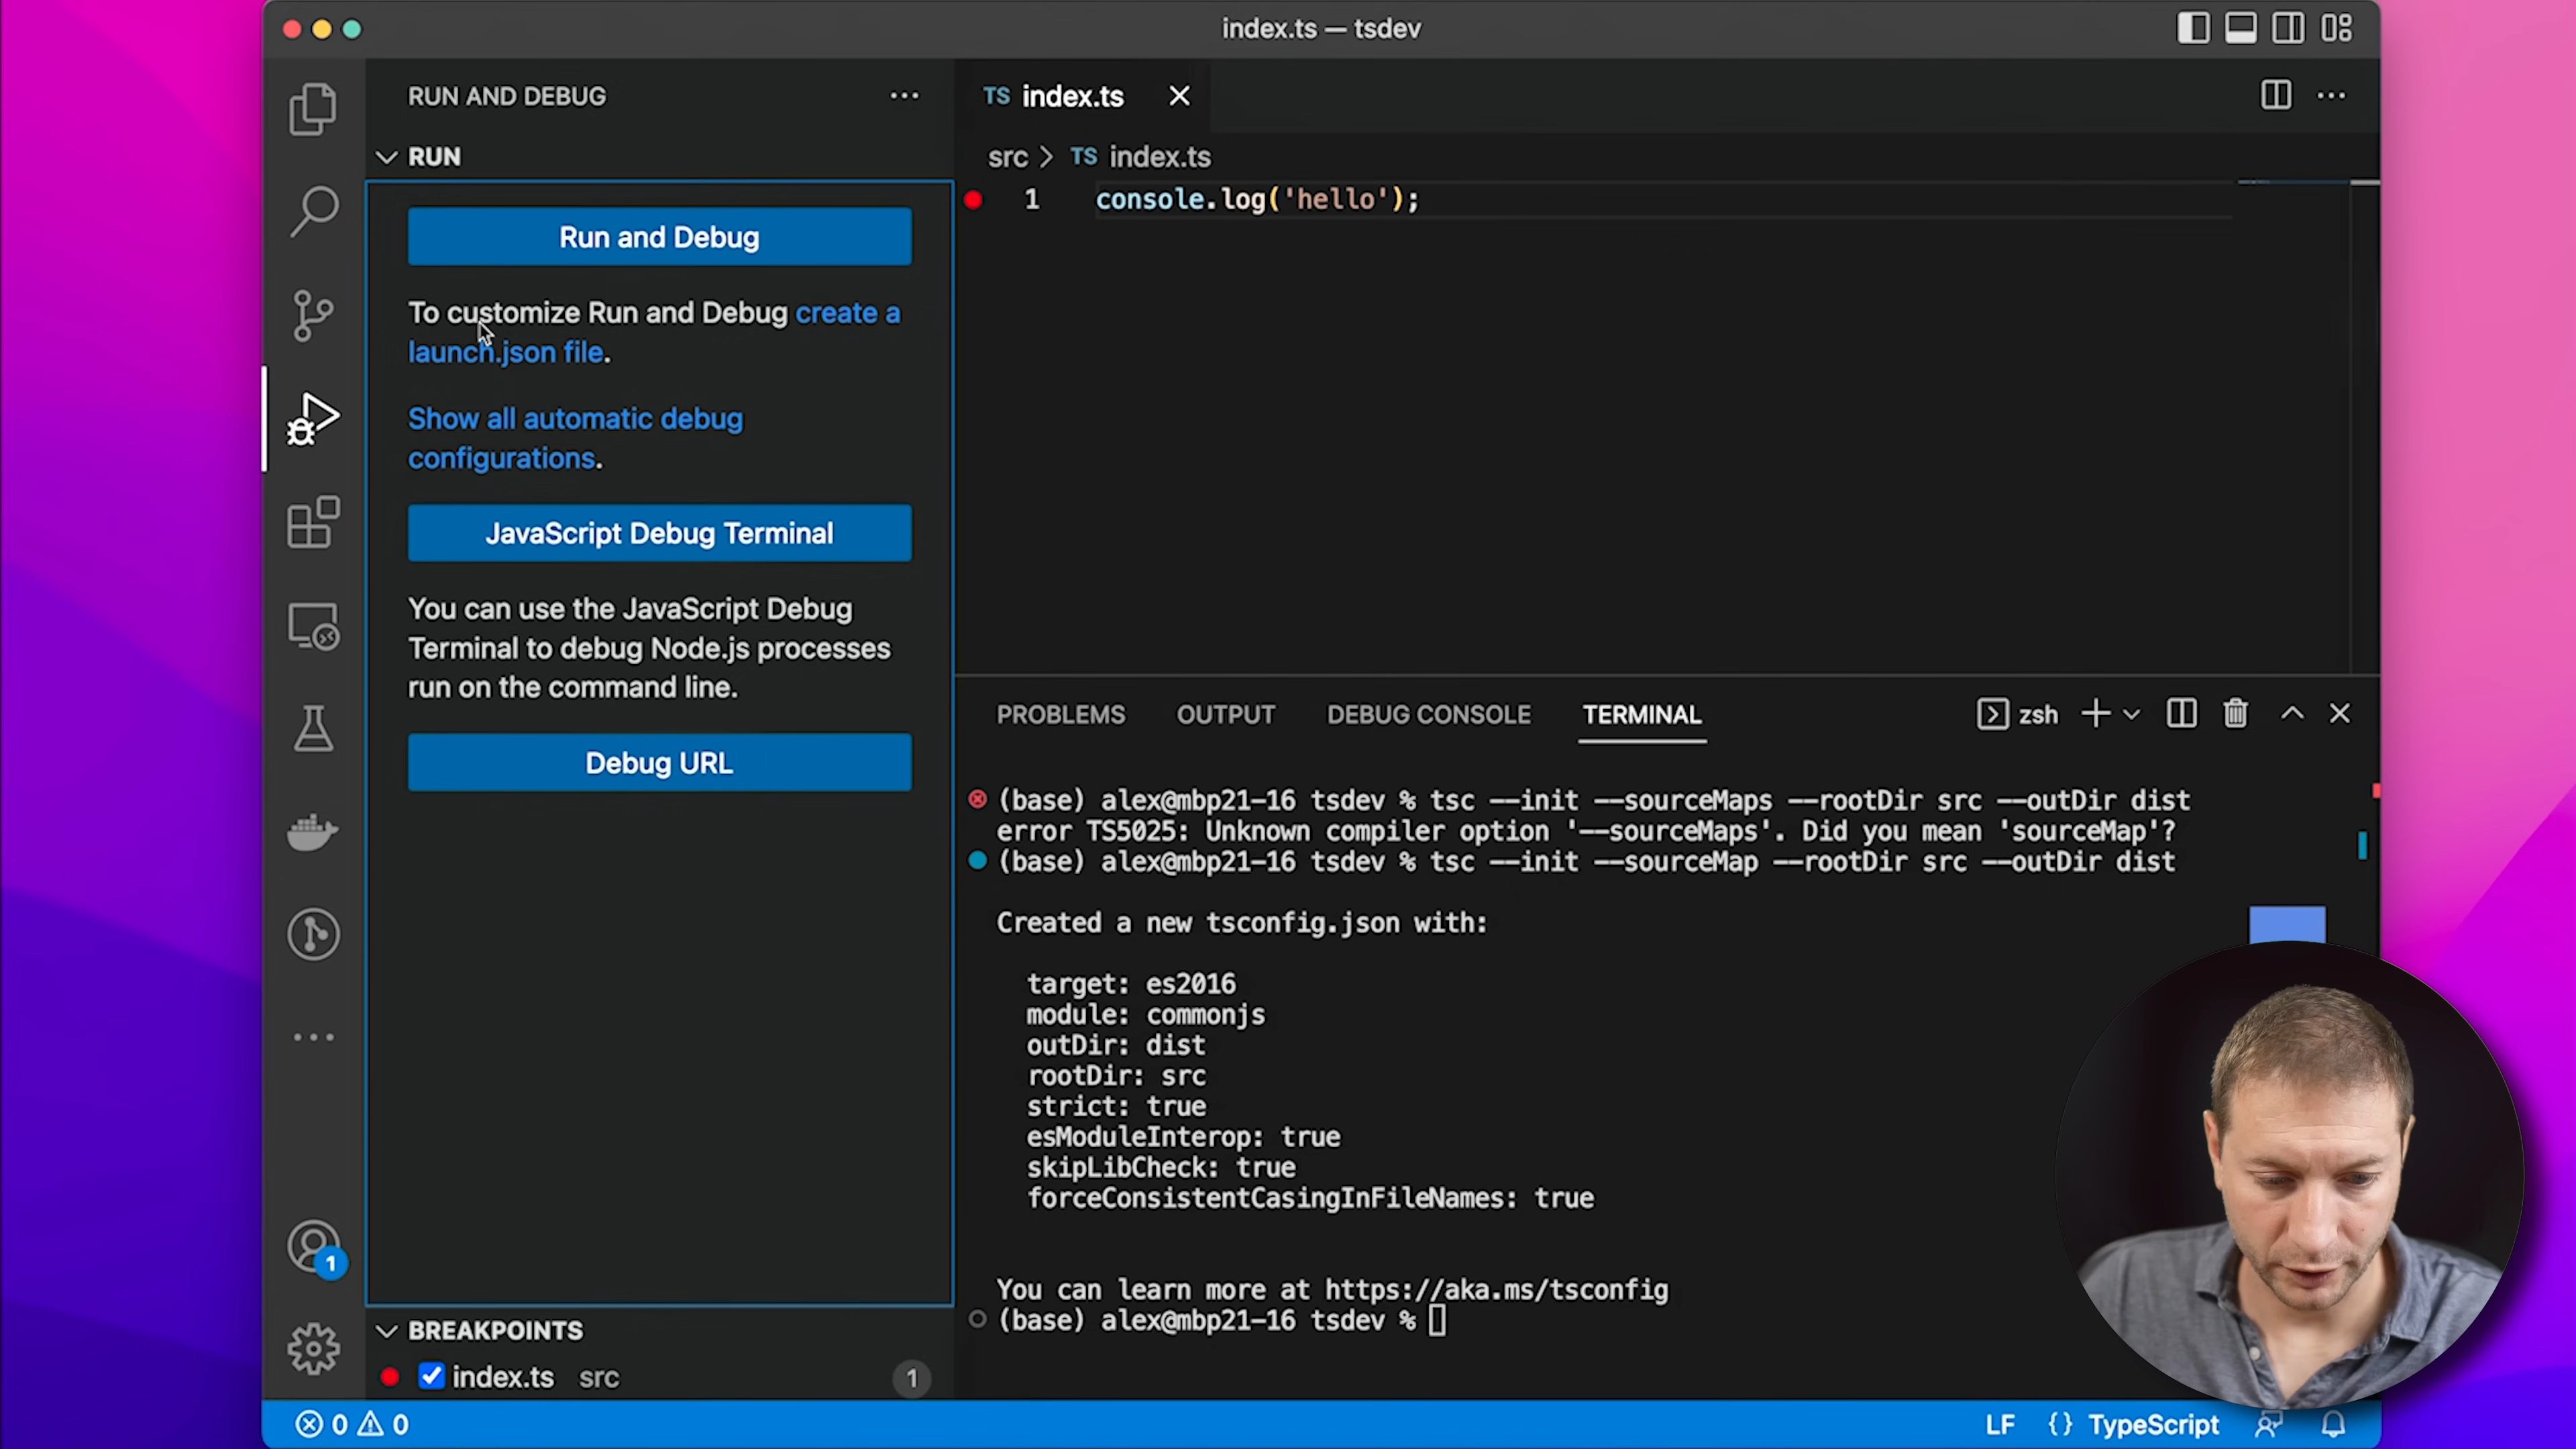 index.ts — tsdev
RUN AND DEBUG
RUN
Run and Debug
To customize Run and Debug create a
launch.json file.
Show all automatic debug
configurations.
JavaScript Debug Terminal
You can use the JavaScript Debug
Terminal to debug Node.js processes
run on the command line.
Debug URL
BREAKPOINTS
index.ts src 1
1
TS index.ts
src > TS index.ts
1 console.log('hello');
PROBLEMS OUTPUT DEBUG CONSOLE TERMINAL zsh
(base) alex@mbp21-16 tsdev % tsc --init --sourceMaps --rootDir src --outDir dist
error TS5025: Unknown compiler option '--sourceMaps'. Did you mean 'sourceMap'?
(base) alex@mbp21-16 tsdev % tsc --init --sourceMap --rootDir src --outDir dist
Created a new tsconfig.json with:
target: es2016
module: commonjs
outDir: dist
rootDir: src
strict: true
esModuleInterop: true
skipLibCheck: true
forceConsistentCasingInFileNames: true
You can learn more at https://aka.ms/tsconfig
(base) alex@mbp21-16 tsdev %
0 0 LF {} TypeScript